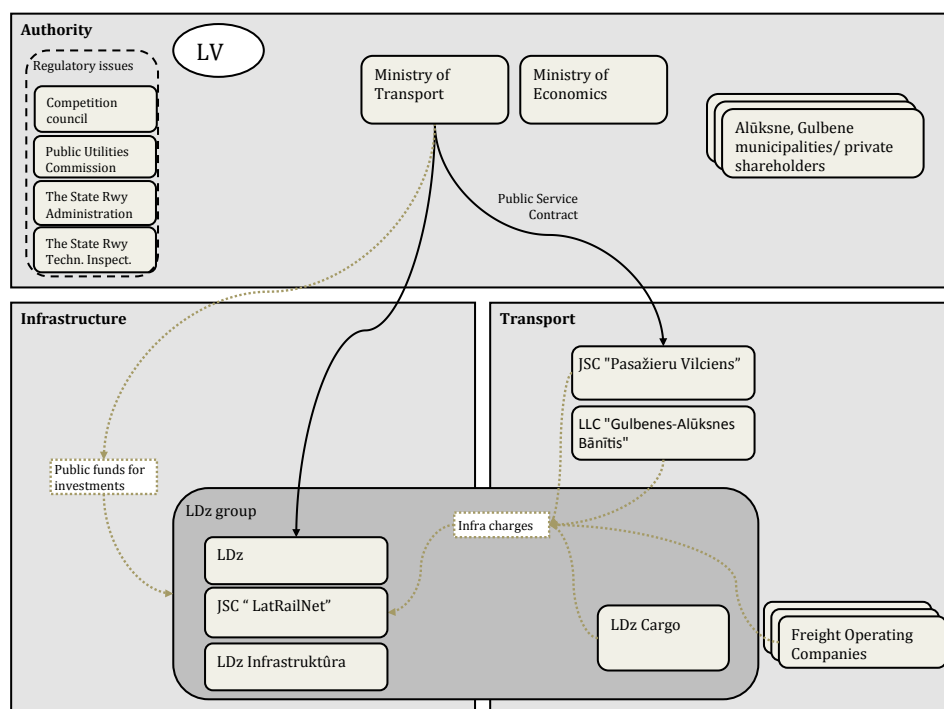 Authority
LV
Regulatory issues
Competition
council
Public Utilities
Commission
The State Rwy
Administration
The State Rwy
Techn. Inspect.
Ministry of
Transport
Ministry of
Economics
Alūksne, Gulbene
municipalities/ private
shareholders
Public Service
Contract
Infrastructure
Transport
JSC "Pasažieru Vilciens”
LLC "Gulbenes-Alūksnes
Bānītis"
Public funds for
investments
LDz group
Infra charges
LDz
JSC “ LatRailNet”
LDz Infrastruktûra
LDz Cargo
Freight Operating
Companies